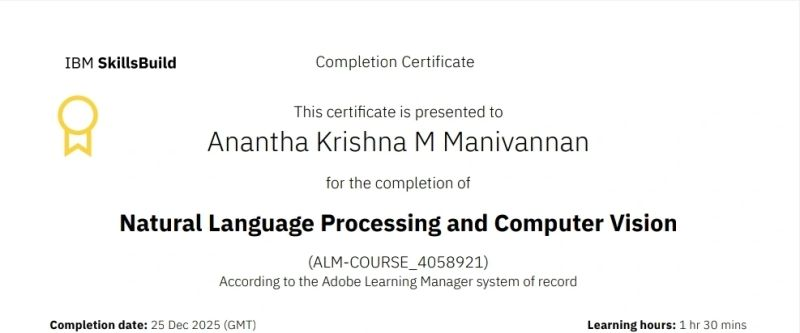 IBM SkillsBuild
Completion Certificate
This certificate is presented to
Anantha Krishna M Manivannan
for the completion of
Natural Language Processing and Computer Vision
(ALM-COURSE_4058921)
According to the Adobe Learning Manager system of record
Completion date: 25 Dec 2025 (GMT)
Learning hours: 1 hr 30 mins